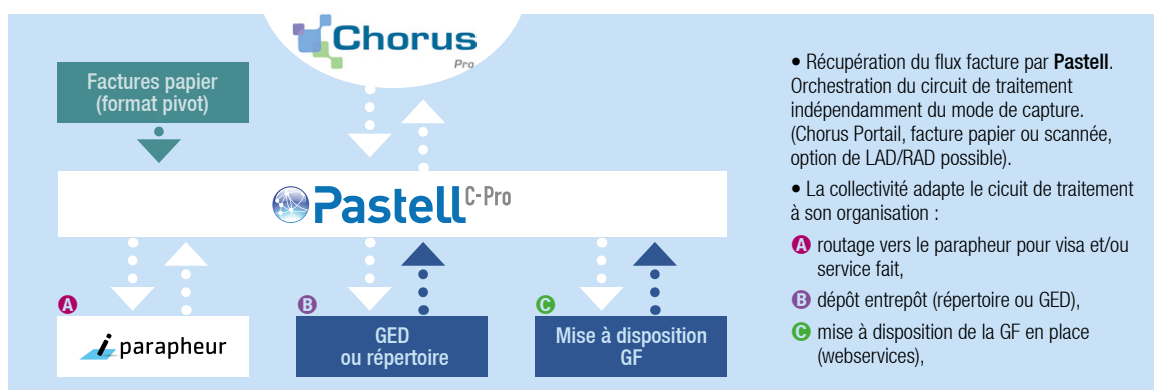 Chorus
Pro
Factures papier
(format pivot)
Pastell C-Pro
A
B
C
i parapheur
GED
ou répertoire
Mise à disposition
GF
• Récupération du flux facture par Pastell.
Orchestration du circuit de traitement
indépendamment du mode de capture.
(Chorus Portail, facture papier ou scannée,
option de LAD/RAD possible).
• La collectivité adapte le cicuit de traitement
à son organisation :
A routage vers le parapheur pour visa et/ou
service fait,
B dépôt entrepôt (répertoire ou GED),
C mise à disposition de la GF en place
(webservices),